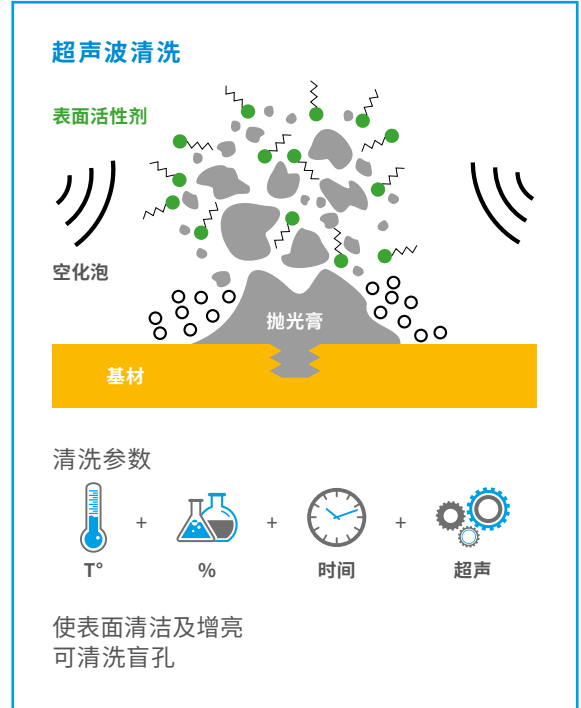 超声波清洗
表面活性剂
空化泡
抛光膏
基材
清洗参数
+ + +
T° % 时间 超声
使表面清洁及增亮
可清洗盲孔